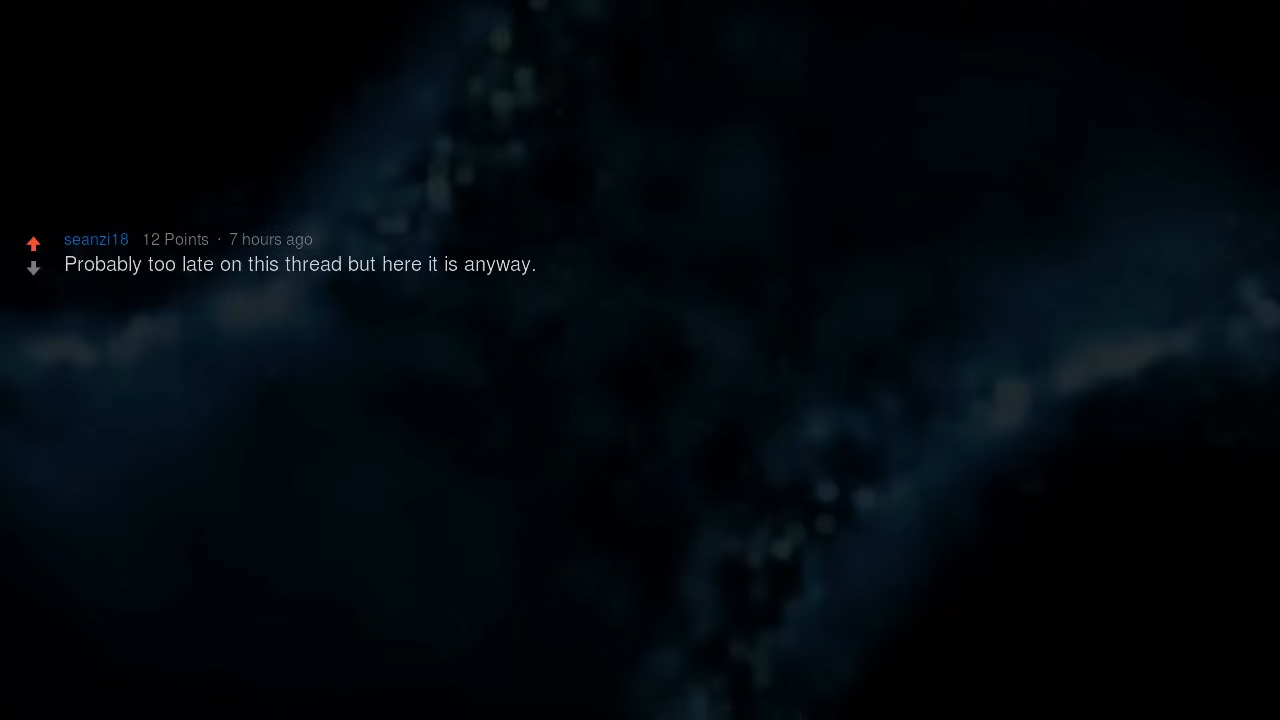 seanzi18 12 Points · 7 hours ago
Probably too late on this thread but here it is anyway.